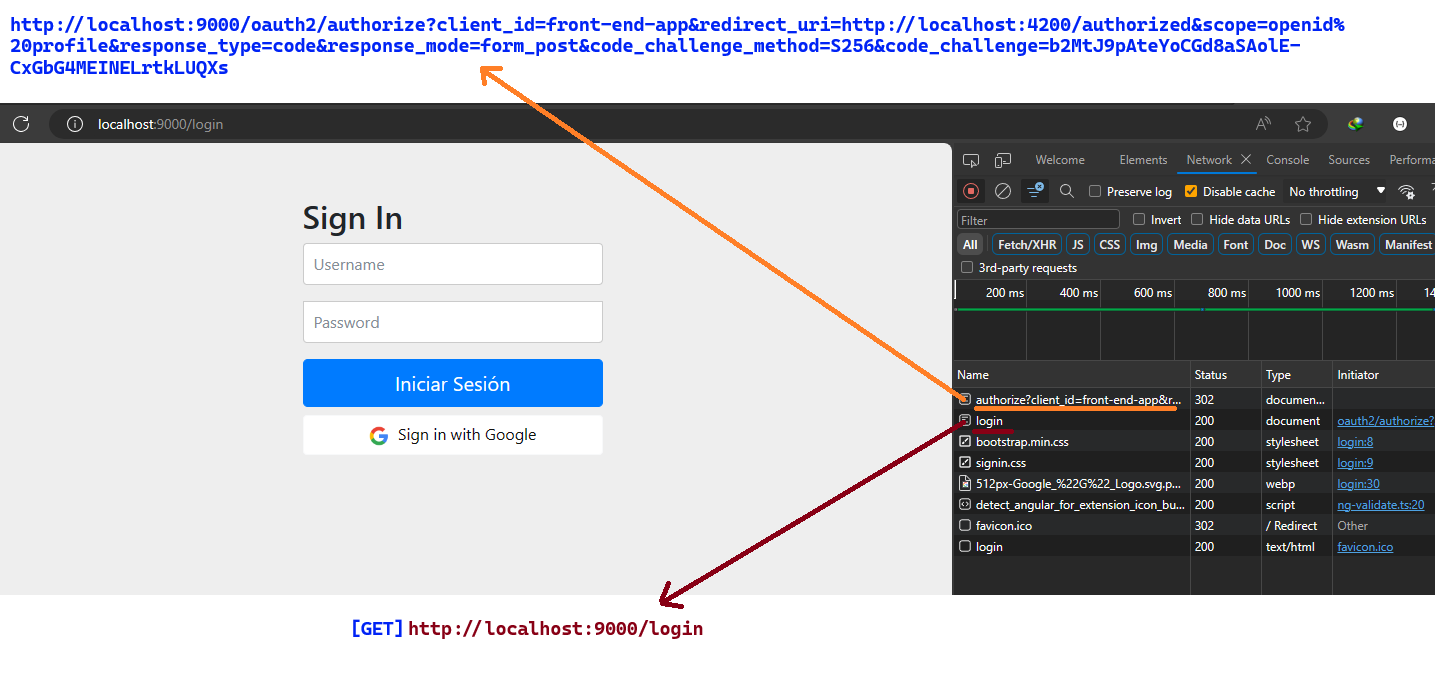 http://localhost:9000/oauth2/authorize?client_id=front-end-app&redirect_uri=http://localhost:4200/authorized&scope=openid%
20profile&response_type=code&response_mode=form_post&code_challenge_method=S256&code_challenge=b2MtJ9pAteYoCGd8aSAolE-
CxGbG4MEINELrtkLUQXs
localhost:9000/login
Welcome Elements Network Console Sources Performa
Preserve log Disable cache No throttling
Filter Invert Hide data URLs Hide extension URLs
All Fetch/XHR JS CSS Img Media Font Doc WS Wasm Manifest
3rd-party requests
200 ms 400 ms 600 ms 800 ms 1000 ms 1200 ms 14
Name Status Type Initiator
authorize?client_id=front-end-app&r... 302 documen...
login 200 document oauth2/authorize?
bootstrap.min.css 200 stylesheet login:8
signin.css 200 stylesheet login:9
512px-Google_%22G%22_Logo.svg.p... 200 webp login:30
detect_angular_for_extension_icon_bu... 200 script ng-validate.ts:20
favicon.ico 302 / Redirect Other
login 200 text/html favicon.ico
Sign In
Username
Password
Iniciar Sesión
Sign in with Google
[GET] http://localhost:9000/login